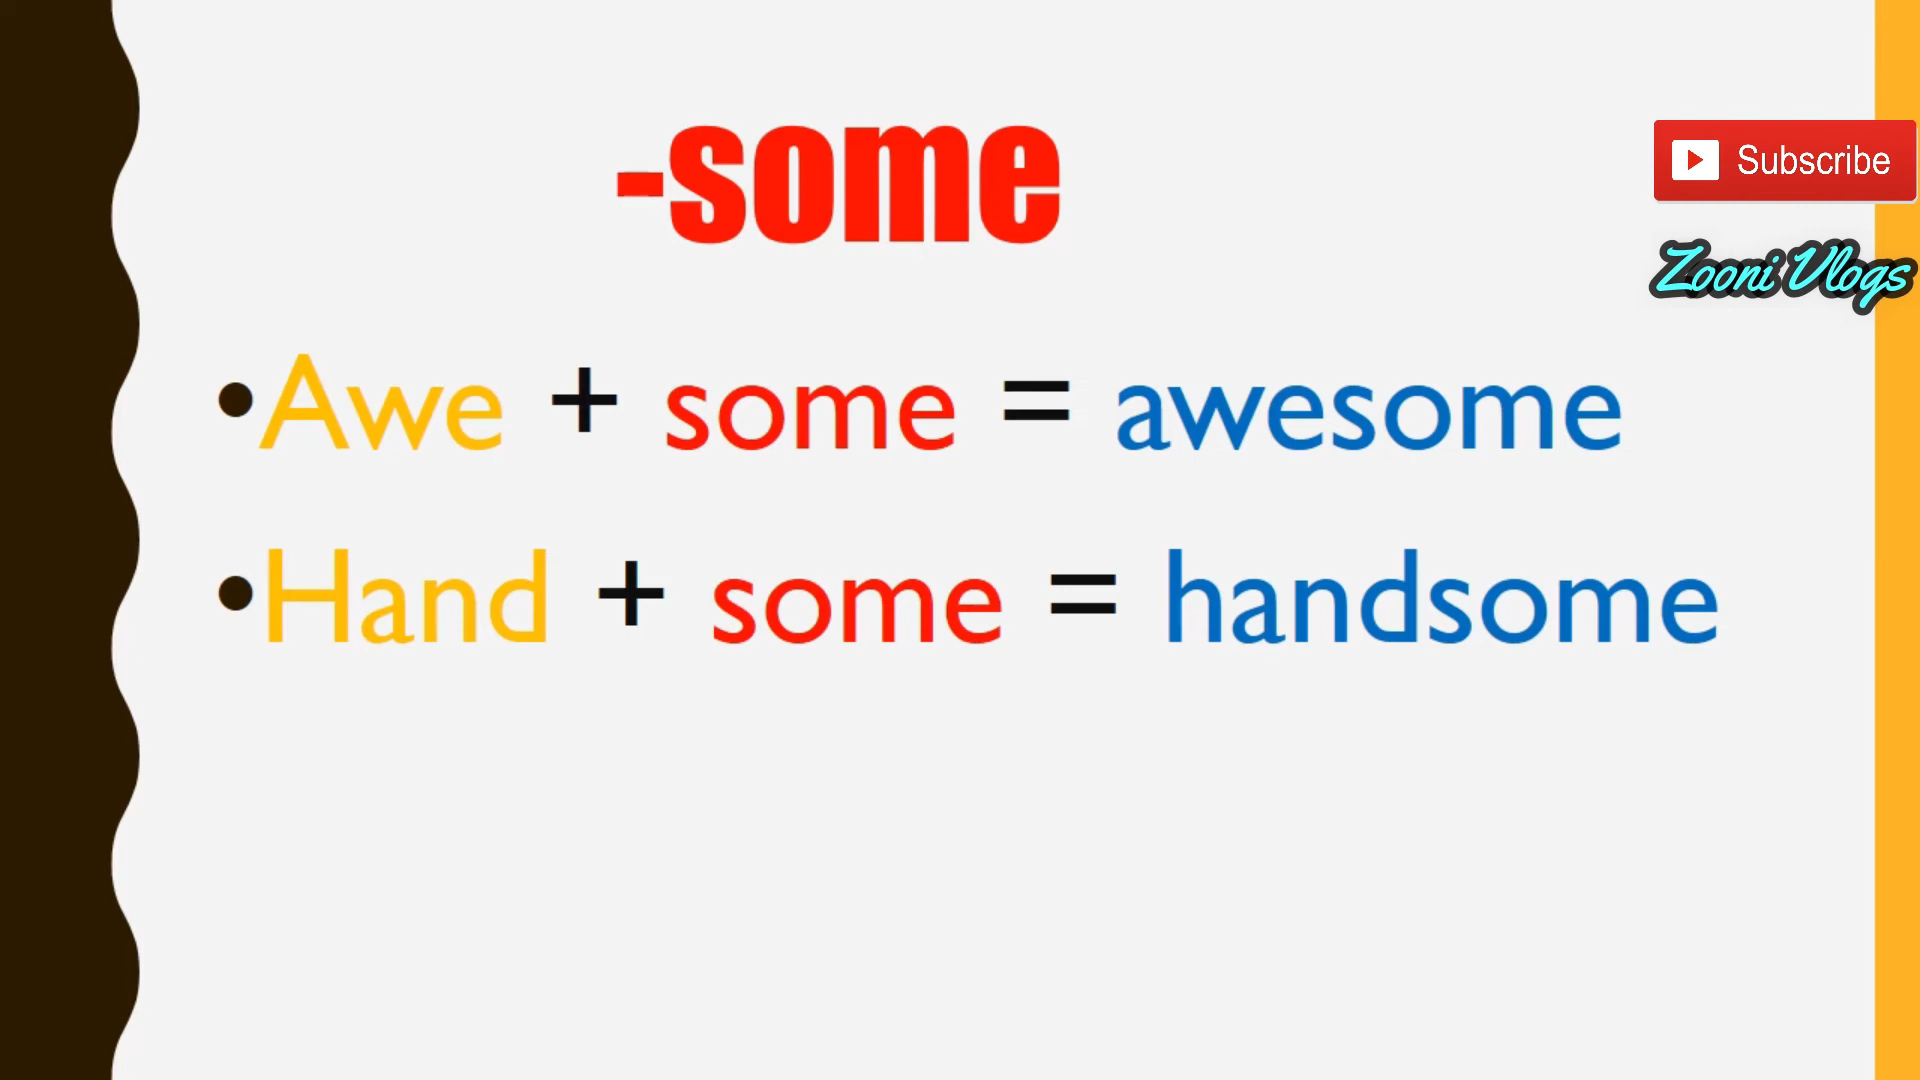 -some
Subscribe
Zooni Vlogs
•Awe + some = awesome
•Hand + some = handsome